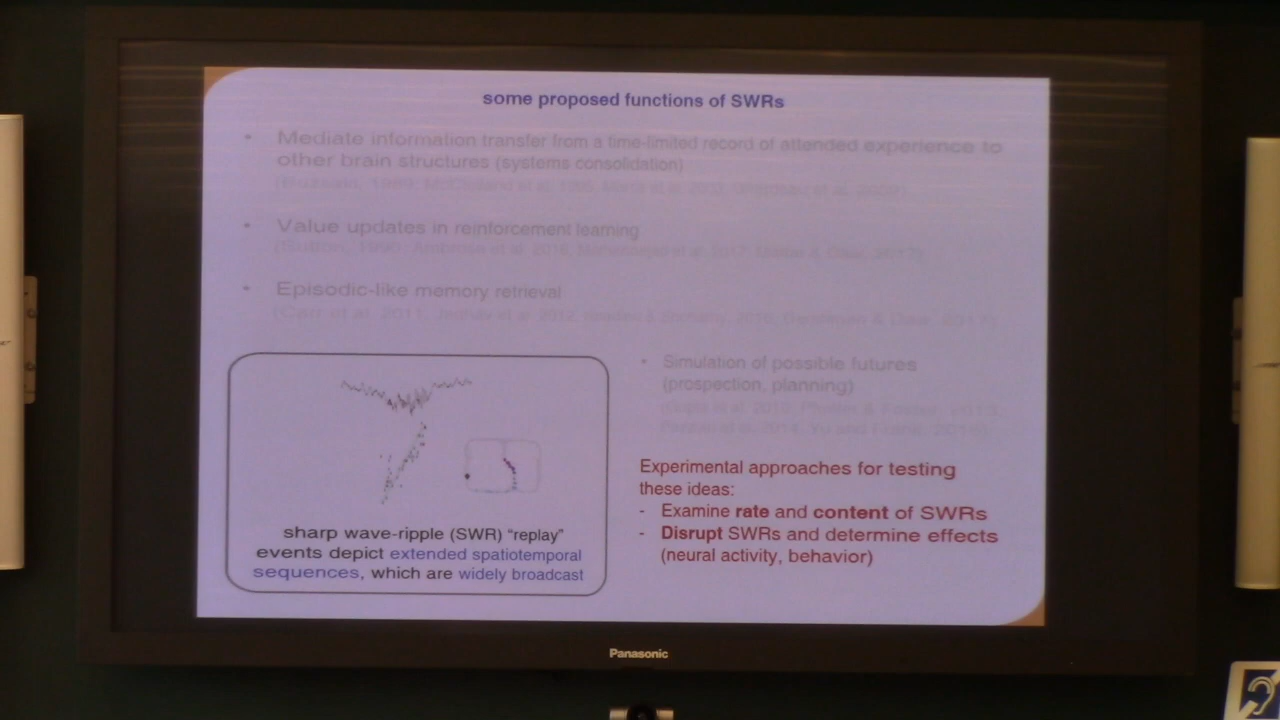 some proposed functions of SWRs
• Mediate information transfer from a time-limited record of attended experience to
other brain structures (systems consolidation)
• Value updates in reinforcement learning
• Episodic-like memory retrieval
• Simulation of possible futures
(prospection, planning)
sharp wave-ripple (SWR) "replay"
events depict extended spatiotemporal
sequences, which are widely broadcast
Experimental approaches for testing
these ideas:
- Examine rate and content of SWRs
- Disrupt SWRs and determine effects
(neural activity, behavior)
Panasonic